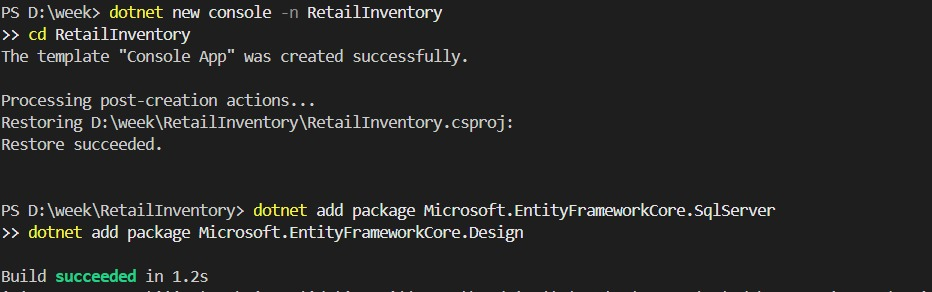 PS D:\week> dotnet new console -n RetailInventory
>> cd RetailInventory
The template "Console App" was created successfully.
Processing post-creation actions...
Restoring D:\week\RetailInventory\RetailInventory.csproj:
Restore succeeded.
PS D:\week\RetailInventory> dotnet add package Microsoft.EntityFrameworkCore.SqlServer
>> dotnet add package Microsoft.EntityFrameworkCore.Design
Build succeeded in 1.2s